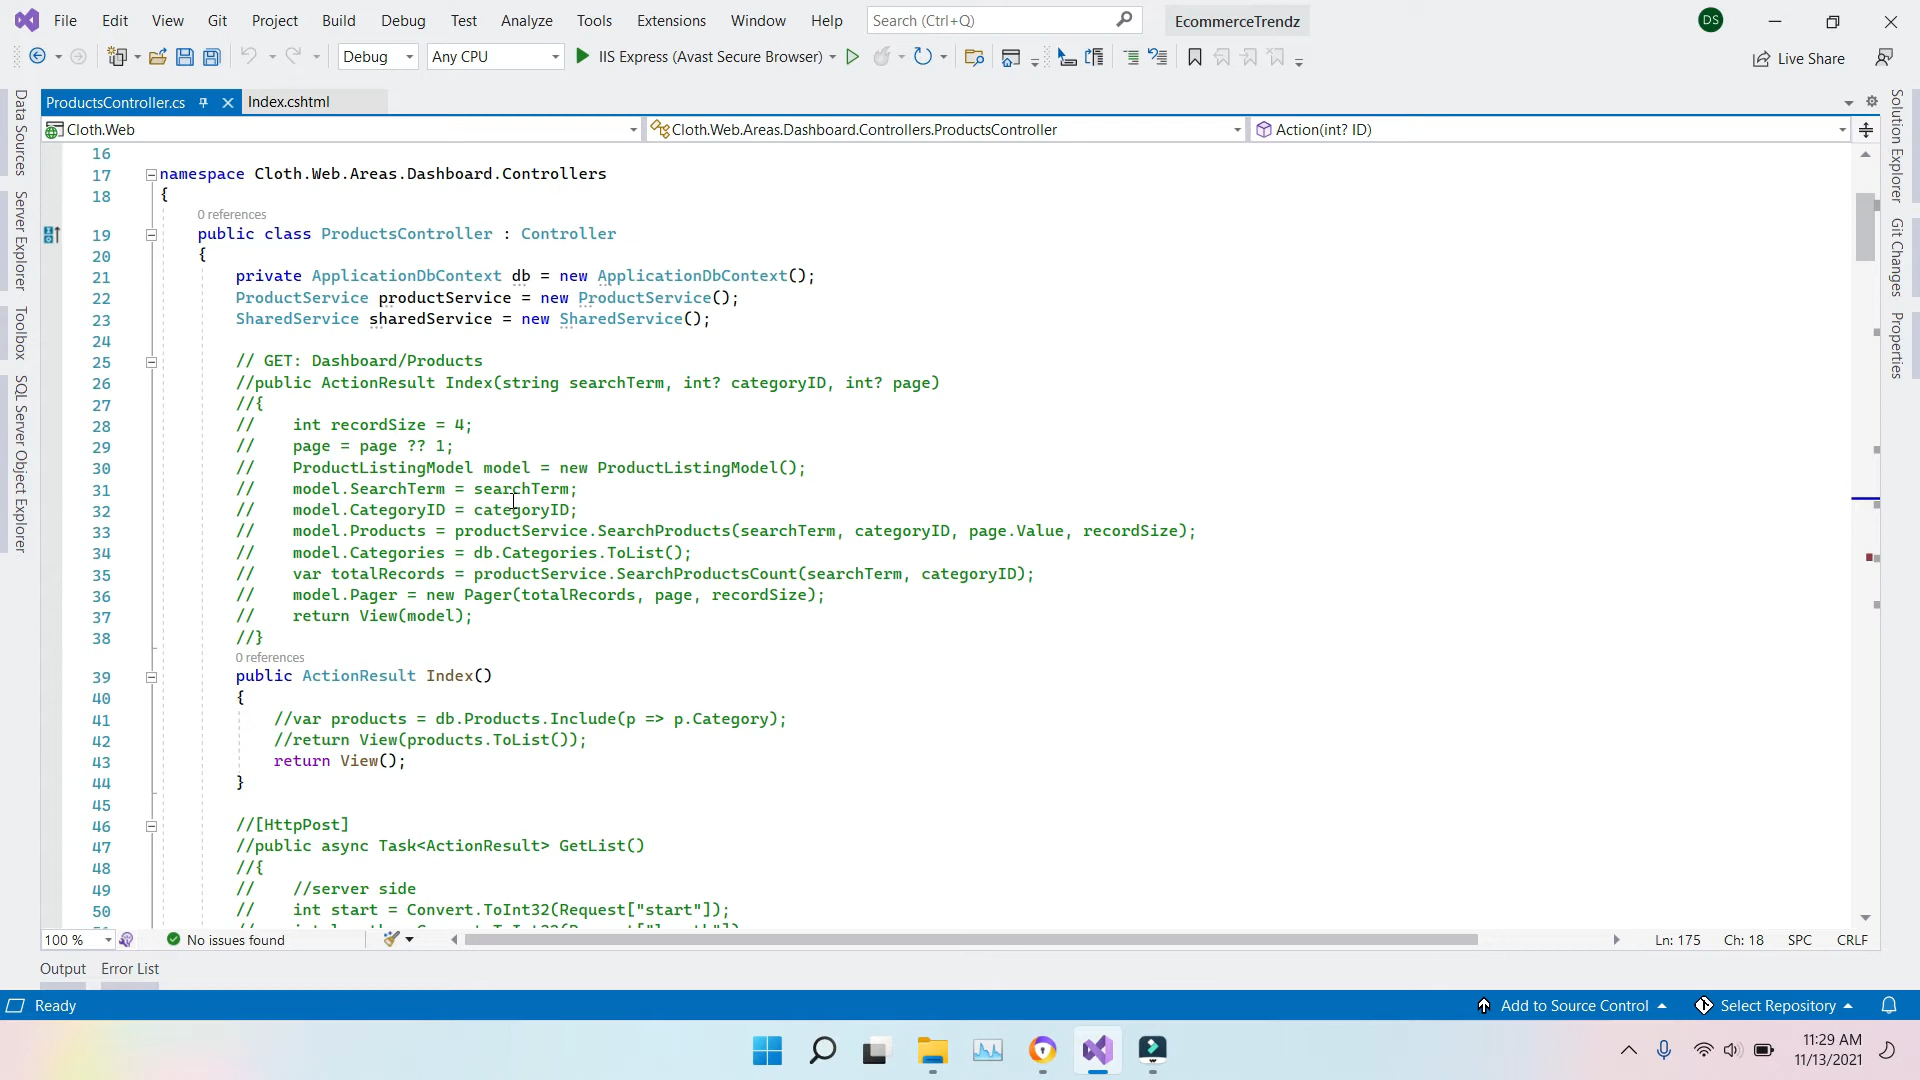 File Edit View Git Project Build Debug Test Analyze Tools Extensions Window Help Search (Ctrl+Q) EcommerceTrendz DS
Debug Any CPU IIS Express (Avast Secure Browser) Live Share
ProductsController.cs Index.cshtml
Cloth.Web Cloth.Web.Areas.Dashboard.Controllers.ProductsController Action(int? ID)
Data Sources
Server Explorer
Toolbox
SQL Server Object Explorer
16
17 namespace Cloth.Web.Areas.Dashboard.Controllers
18 {
0 references
19 public class ProductsController : Controller
20 {
21 private ApplicationDbContext db = new ApplicationDbContext();
22 ProductService productService = new ProductService();
23 SharedService sharedService = new SharedService();
24
25 // GET: Dashboard/Products
26 //public ActionResult Index(string searchTerm, int? categoryID, int? page)
27 //{
28 // int recordSize = 4;
29 // page = page ?? 1;
30 // ProductListingModel model = new ProductListingModel();
31 // model.SearchTerm = searchTerm;
32 // model.CategoryID = categoryID;
33 // model.Products = productService.SearchProducts(searchTerm, categoryID, page.Value, recordSize);
34 // model.Categories = db.Categories.ToList();
35 // var totalRecords = productService.SearchProductsCount(searchTerm, categoryID);
36 // model.Pager = new Pager(totalRecords, page, recordSize);
37 // return View(model);
38 //}
0 references
39 public ActionResult Index()
40 {
41 //var products = db.Products.Include(p => p.Category);
42 //return View(products.ToList());
43 return View();
44 }
45
46 //[HttpPost]
47 //public async Task<ActionResult> GetList()
48 //{
49 // //server side
50 // int start = Convert.ToInt32(Request["start"]);
Solution Explorer
Git Changes
Properties
100 % No issues found Ln: 175 Ch: 18 SPC CRLF
Output Error List
Ready Add to Source Control Select Repository
11:29 AM
11/13/2021